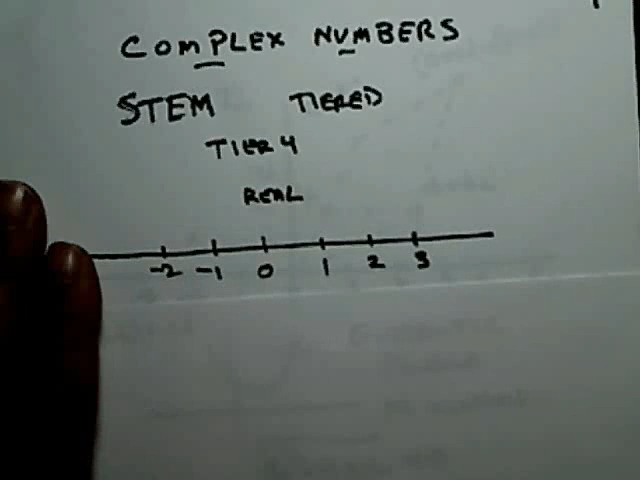 COMPLEX NUMBERS
STEM TIERED
TIER 4
REAL
-2 -1 0 1 2 3